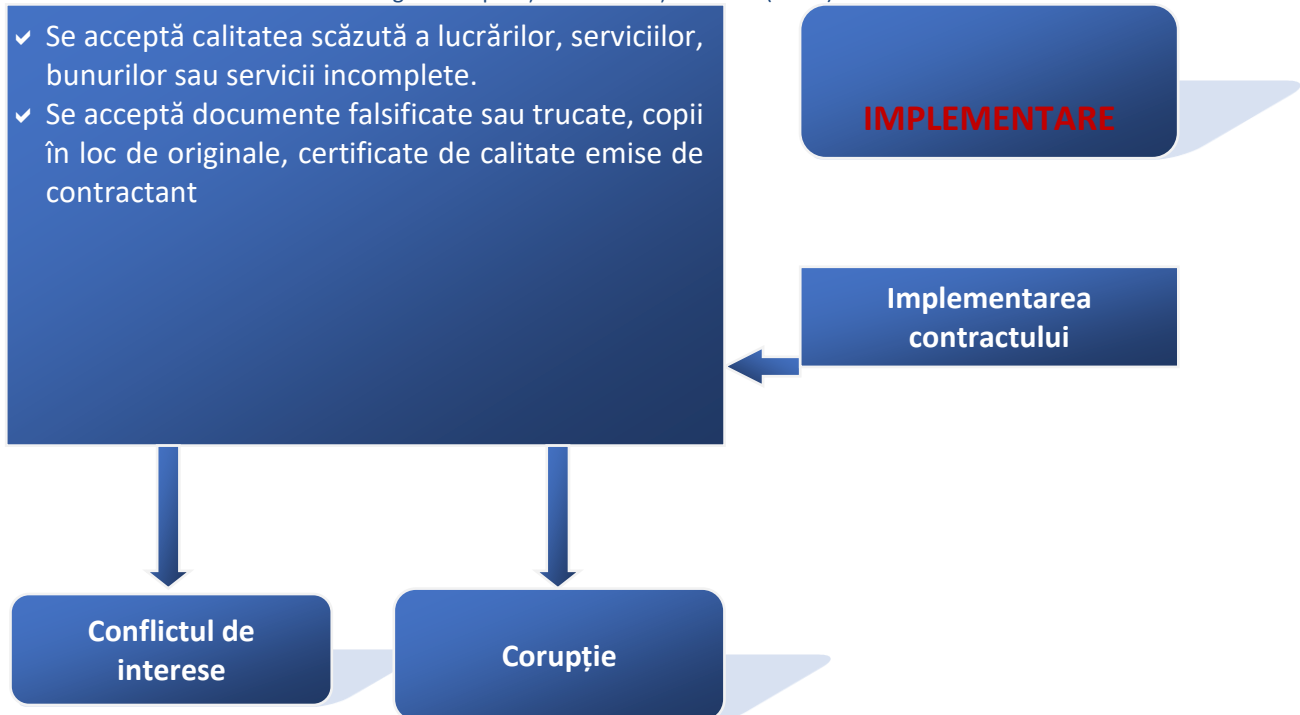 Se acceptă calitatea scăzută a lucrărilor, serviciilor,
bunurilor sau servicii incomplete.
Se acceptă documente falsificate sau trucate, copii
în loc de originale, certificate de calitate emise de
contractant
IMPLEMENTARE
Implementarea
contractului
Conflictul de
interese
Corupție